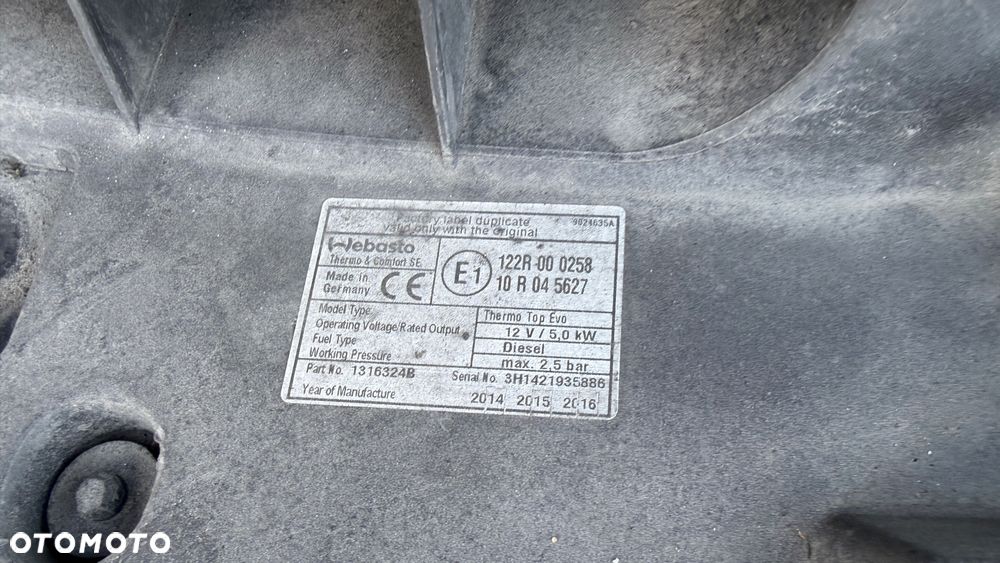 Factory label duplicate
valid only with the original
9024635A
Webasto
Thermo & Comfort SE
Made in
Germany
CE
E1
122R 00 0258
10 R 04 5627
Model Type
Thermo Top Evo
Operating Voltage/Rated Output
12 V / 5,0 kW
Fuel Type
Diesel
Working Pressure
max. 2,5 bar
Part No. 1316324B
Serial No. 3H1421935886
Year of Manufacture
2014 2015 2016
OTOMOTO